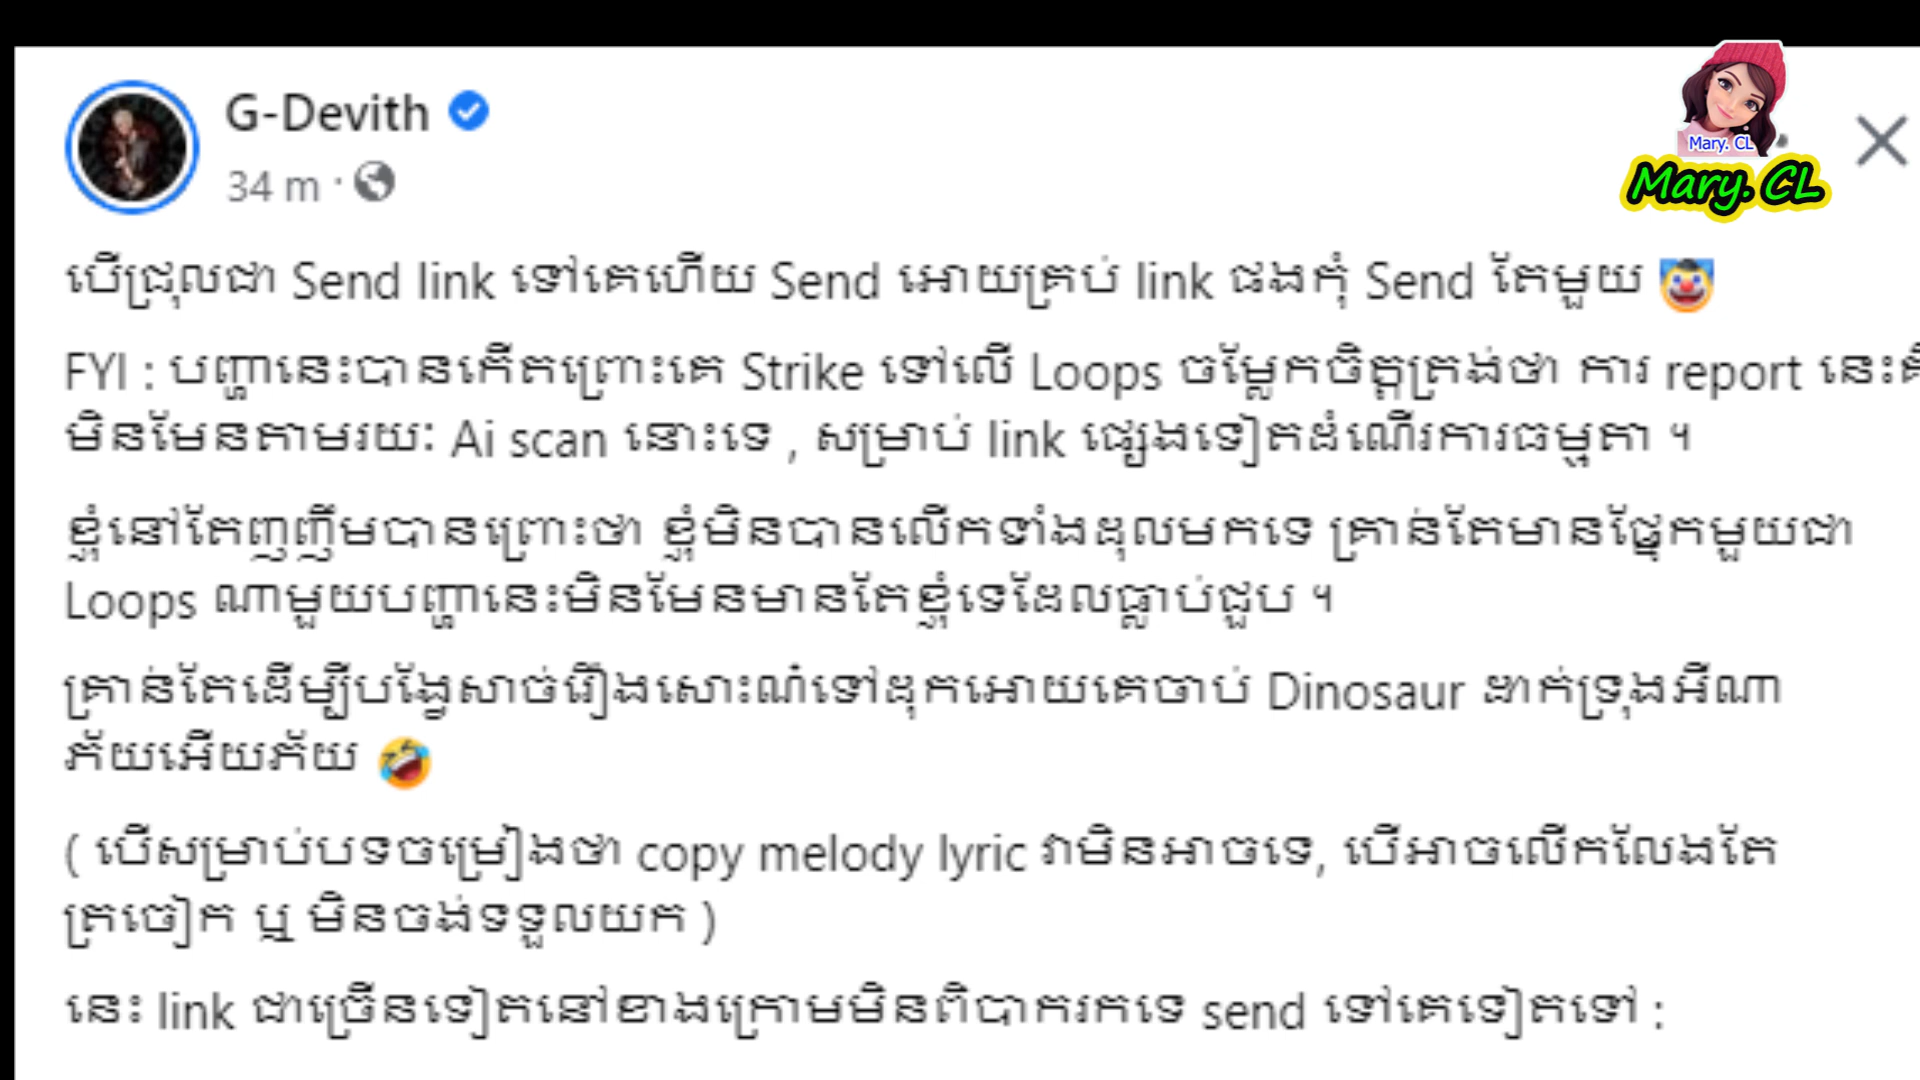 G-Devith
34 m ·
Mary. CL
Mary. CL
បើជ្រុលជា Send link ទៅគេហើយ Send អោយគ្រប់ link ផងកុំ Send តែមួយ 🤡
FYI : បញ្ហានេះបានកើតព្រោះគេ Strike ទៅលើ Loops ចម្លែកចិត្តត្រង់ថា ការ report នេះ
មិនមែនតាមរយៈ Ai scan នោះទេ , សម្រាប់ link ផ្សេងទៀតដំណើរការធម្មតា ។
ខ្ញុំនៅតែញញឹមបានព្រោះថា ខ្ញុំមិនបានលើកទាំងដុលមកទេ គ្រាន់តែមានផ្នែកមួយជា
Loops ណាមួយបញ្ហានេះមិនមែនមានតែខ្ញុំទេដែលធ្លាប់ជួប ។
គ្រាន់តែដើម្បីបង្វែសាច់រឿងសោះណំទៅដុកអោយគេចាប់ Dinosaur ដាក់ទ្រុងអីណា
ភ័យអើយភ័យ 🤣
( បើសម្រាប់បទចម្រៀងថា copy melody lyric វាមិនអាចទេ, បើអាចលើកលែងតែ
ត្រចៀក ឬ មិនចង់ទទួលយក )
នេះ link ជាច្រើនទៀតនៅខាងក្រោមមិនពិបាករកទេ send ទៅគេទៀតទៅ :